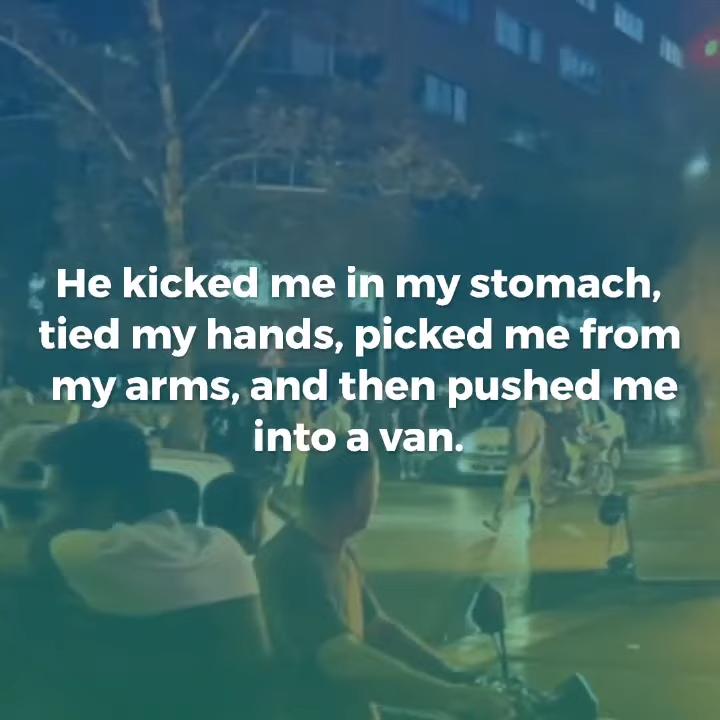 He kicked me in my stomach,
tied my hands, picked me from
my arms, and then pushed me
into a van.